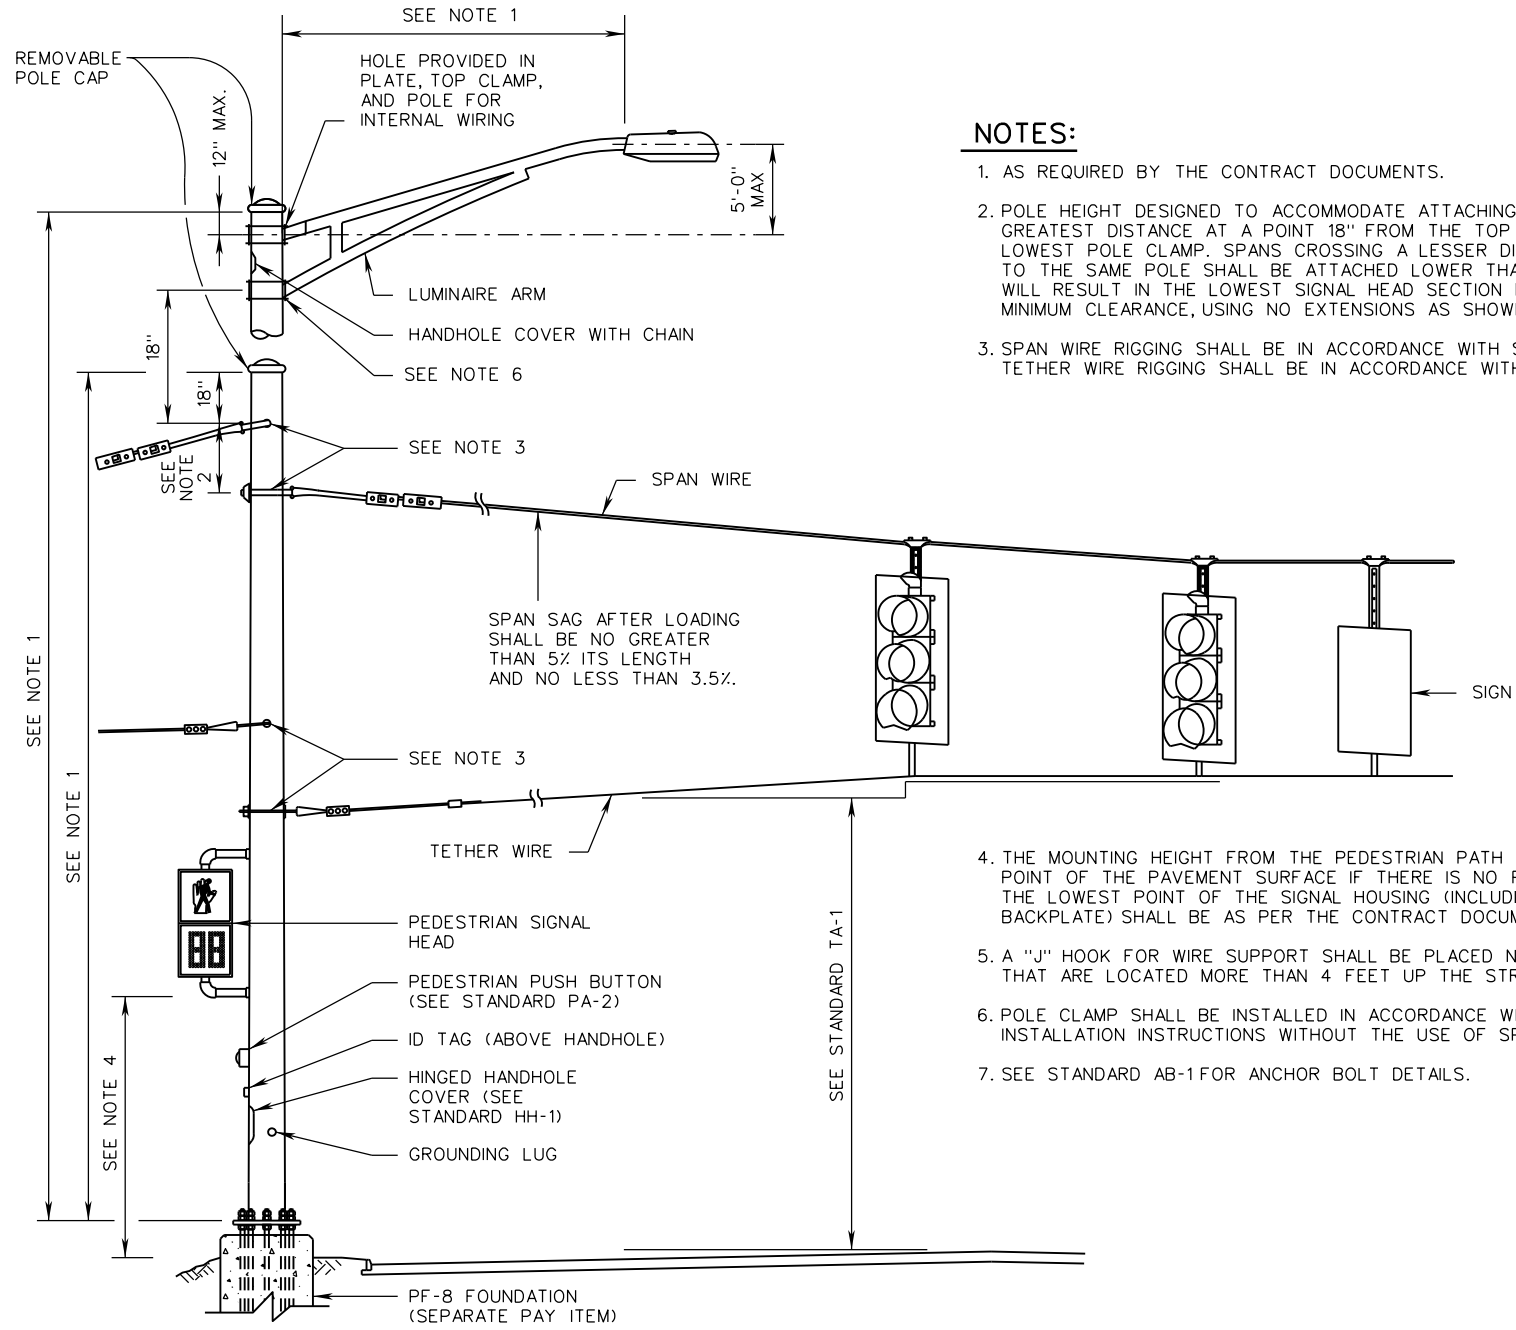 SEE NOTE 1
REMOVABLE
POLE CAP
HOLE PROVIDED IN
PLATE, TOP CLAMP,
AND POLE FOR
INTERNAL WIRING
12" MAX.
5'-0"
MAX
LUMINAIRE ARM
HANDHOLE COVER WITH CHAIN
SEE NOTE 6
18"
18"
SEE NOTE 3
SEE
NOTE
2
SPAN WIRE
SPAN SAG AFTER LOADING
SHALL BE NO GREATER
THAN 5% ITS LENGTH
AND NO LESS THAN 3.5%.
SEE NOTE 1
SEE NOTE 1
SIGN
SEE NOTE 3
TETHER WIRE
PEDESTRIAN SIGNAL
HEAD
88
PEDESTRIAN PUSH BUTTON
(SEE STANDARD PA-2)
ID TAG (ABOVE HANDHOLE)
HINGED HANDHOLE
COVER (SEE
STANDARD HH-1)
GROUNDING LUG
SEE NOTE 4
SEE STANDARD TA-1
PF-8 FOUNDATION
(SEPARATE PAY ITEM)
NOTES:
1. AS REQUIRED BY THE CONTRACT DOCUMENTS.
2. POLE HEIGHT DESIGNED TO ACCOMMODATE ATTACHING
GREATEST DISTANCE AT A POINT 18" FROM THE TOP
LOWEST POLE CLAMP. SPANS CROSSING A LESSER
TO THE SAME POLE SHALL BE ATTACHED LOWER
WILL RESULT IN THE LOWEST SIGNAL HEAD SECTION
MINIMUM CLEARANCE, USING NO EXTENSIONS AS
3. SPAN WIRE RIGGING SHALL BE IN ACCORDANCE WITH
TETHER WIRE RIGGING SHALL BE IN ACCORDANCE
4. THE MOUNTING HEIGHT FROM THE PEDESTRIAN PATH
POINT OF THE PAVEMENT SURFACE IF THERE IS NO
THE LOWEST POINT OF THE SIGNAL HOUSING
BACKPLATE) SHALL BE AS PER THE CONTRACT
5. A "J" HOOK FOR WIRE SUPPORT SHALL BE PLACED
THAT ARE LOCATED MORE THAN 4 FEET UP THE
6. POLE CLAMP SHALL BE INSTALLED IN ACCORDANCE
INSTALLATION INSTRUCTIONS WITHOUT THE USE OF
7. SEE STANDARD AB-1 FOR ANCHOR BOLT DETAILS.